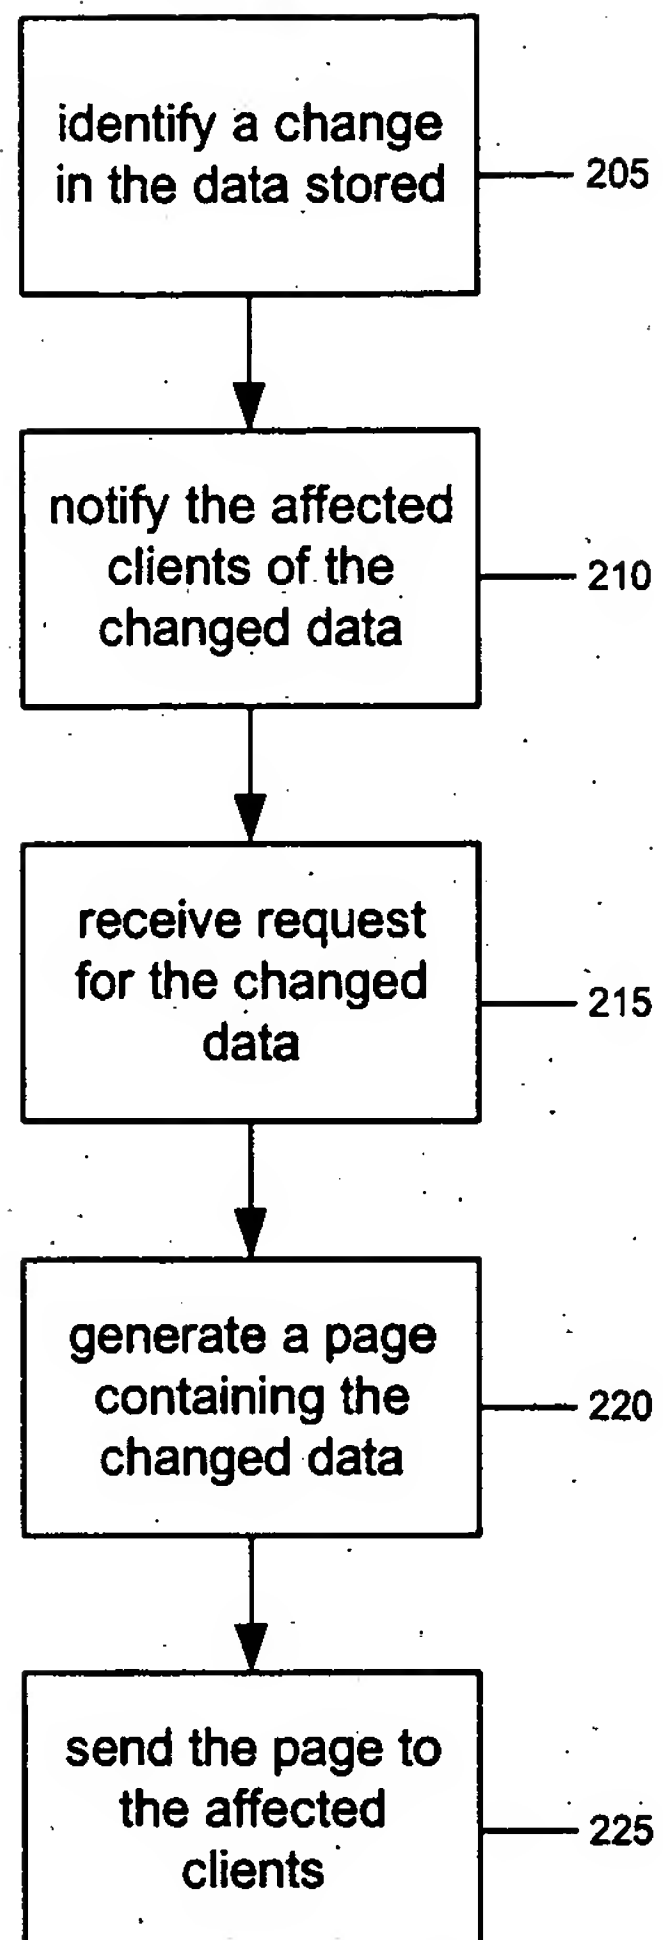 identify a change
in the data stored
205
notify the affected
clients of the
changed data
210
receive request
for the changed
data
215
generate a page
containing the
changed data
220
send the page to
the affected
clients
225